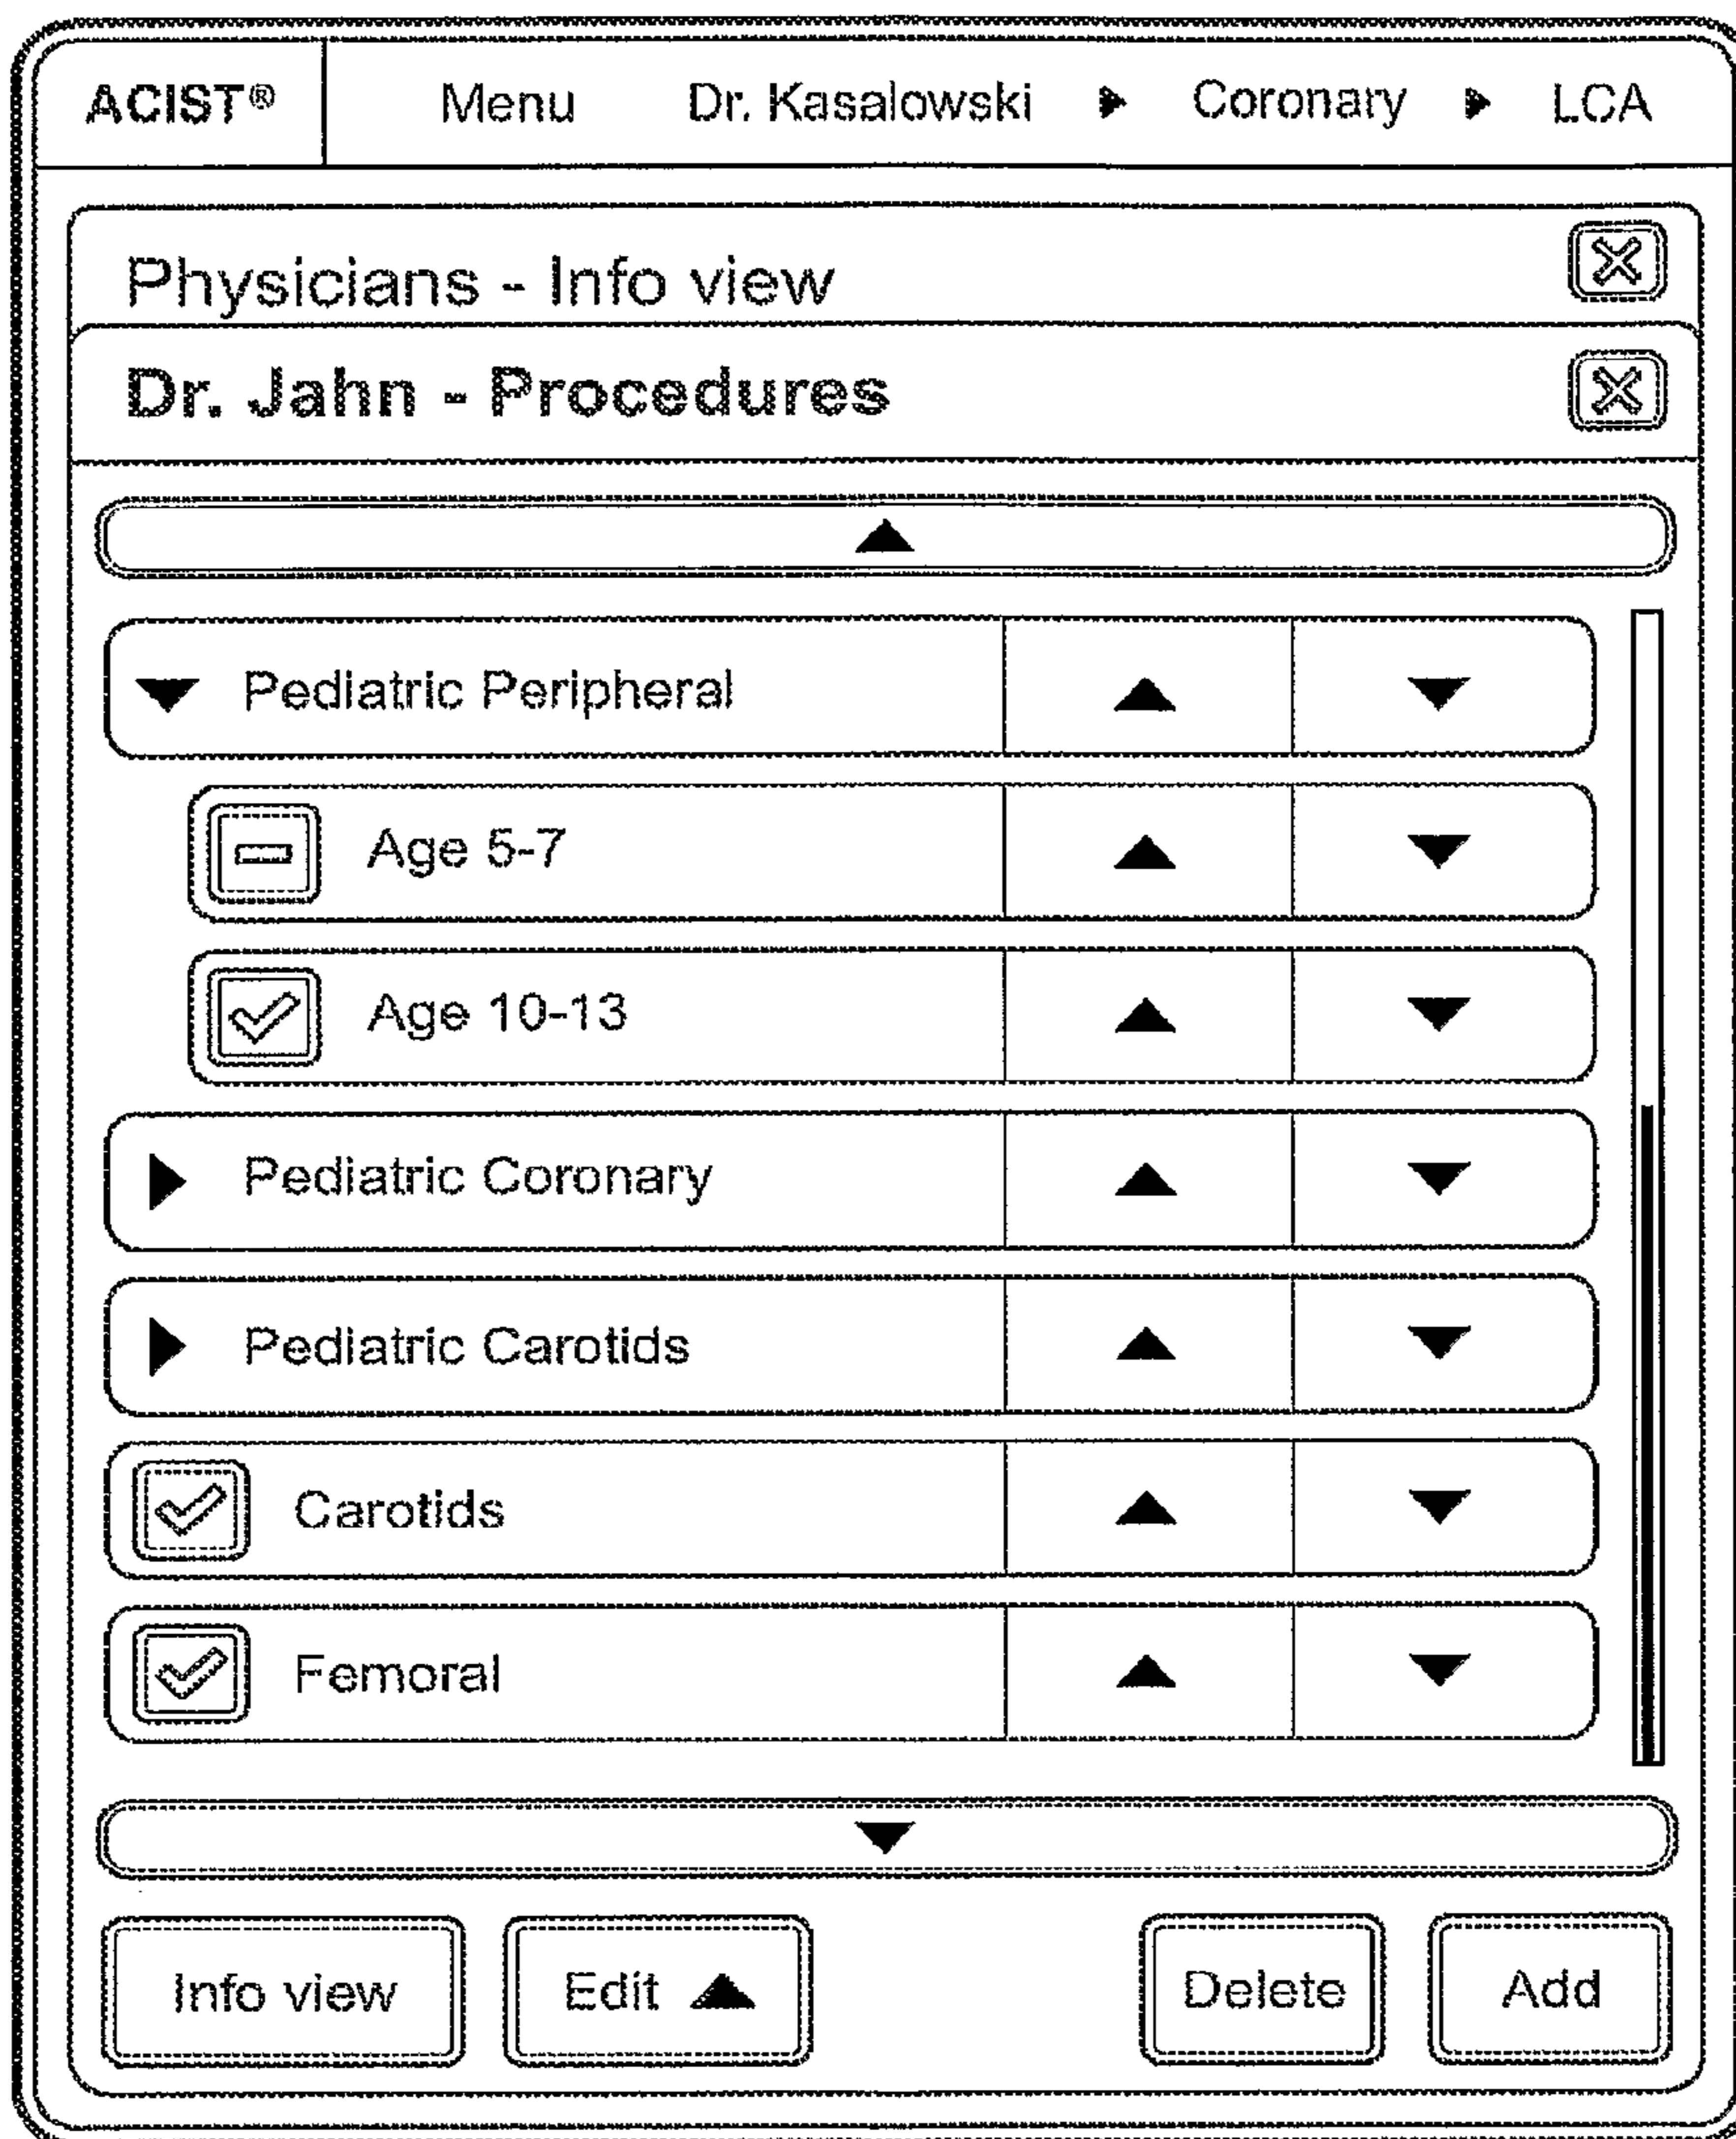 ACIST® Menu Dr. Kasalowski Coronary LCA
Physicians - Info view
Dr. Jahn - Procedures
Pediatric Peripheral
Age 5-7
Age 10-13
Pediatric Coronary
Pediatric Carotids
Carotids
Femoral
Info view Edit Delete Add